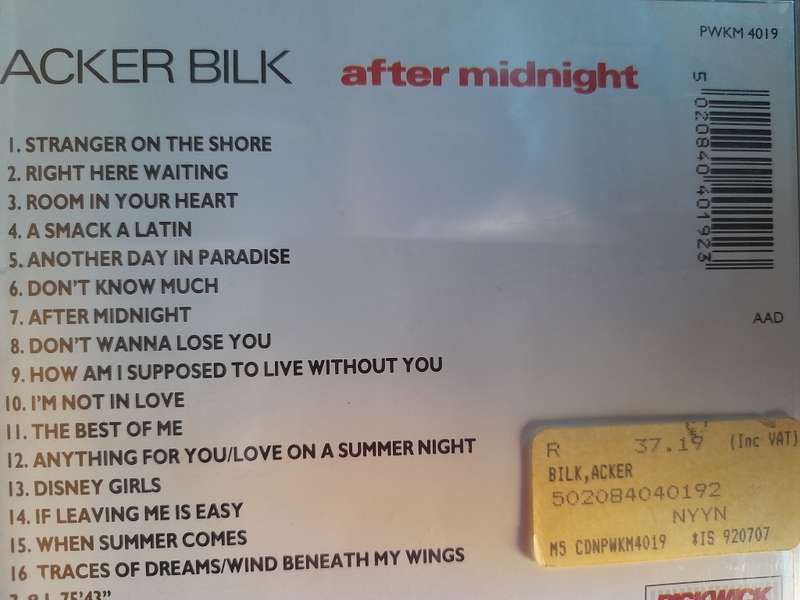 PWKM 4019
ACKER BILK after midnight
5 020840 401923
1. STRANGER ON THE SHORE
2. RIGHT HERE WAITING
3. ROOM IN YOUR HEART
4. A SMACK A LATIN
5. ANOTHER DAY IN PARADISE
6. DON'T KNOW MUCH
7. AFTER MIDNIGHT
8. DON'T WANNA LOSE YOU
9. HOW AM I SUPPOSED TO LIVE WITHOUT YOU
10. I'M NOT IN LOVE
11. THE BEST OF ME
12. ANYTHING FOR YOU/LOVE ON A SUMMER NIGHT
13. DISNEY GIRLS
14. IF LEAVING ME IS EASY
15. WHEN SUMMER COMES
16 TRACES OF DREAMS/WIND BENEATH MY WINGS
75'43"
AAD
R 37.19 (Inc VAT)
BILK,ACKER
502084040192
NYYN
M5 CDNPWKM4019 *IS 920707
PICKWICK